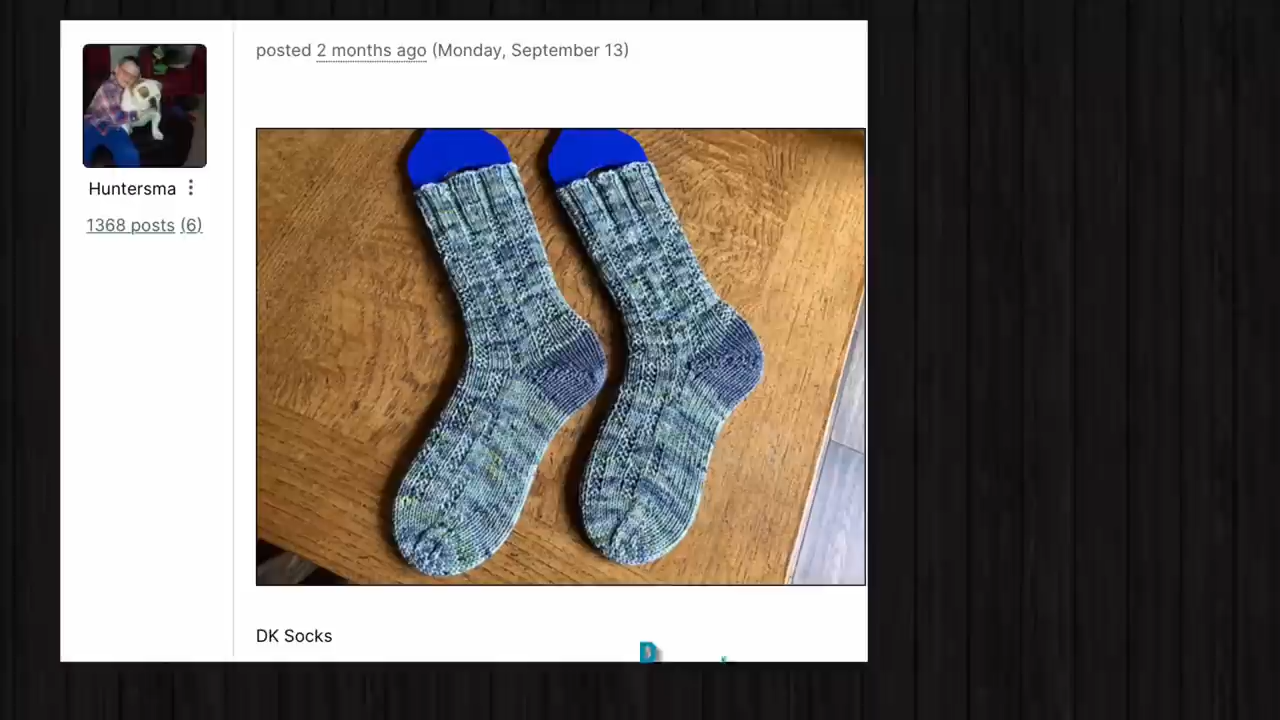 posted 2 months ago (Monday, September 13)
Huntersma
1368 posts (6)
DK Socks